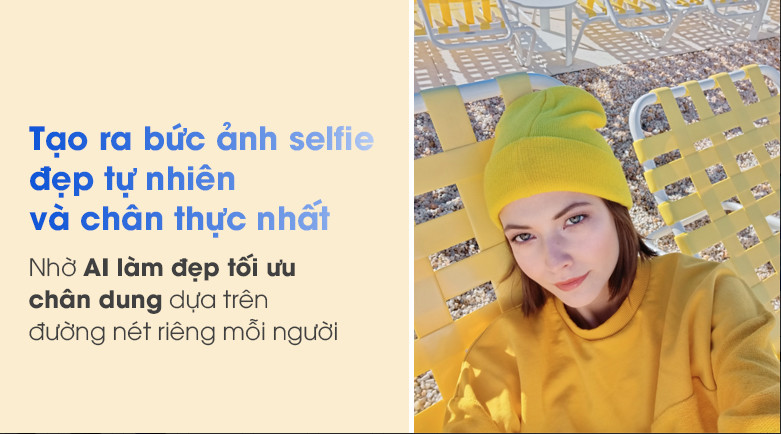 Tạo ra bức ảnh selfie
đẹp tự nhiên
và chân thực nhất
Nhờ AI làm đẹp tối ưu
chân dung dựa trên
đường nét riêng mỗi người